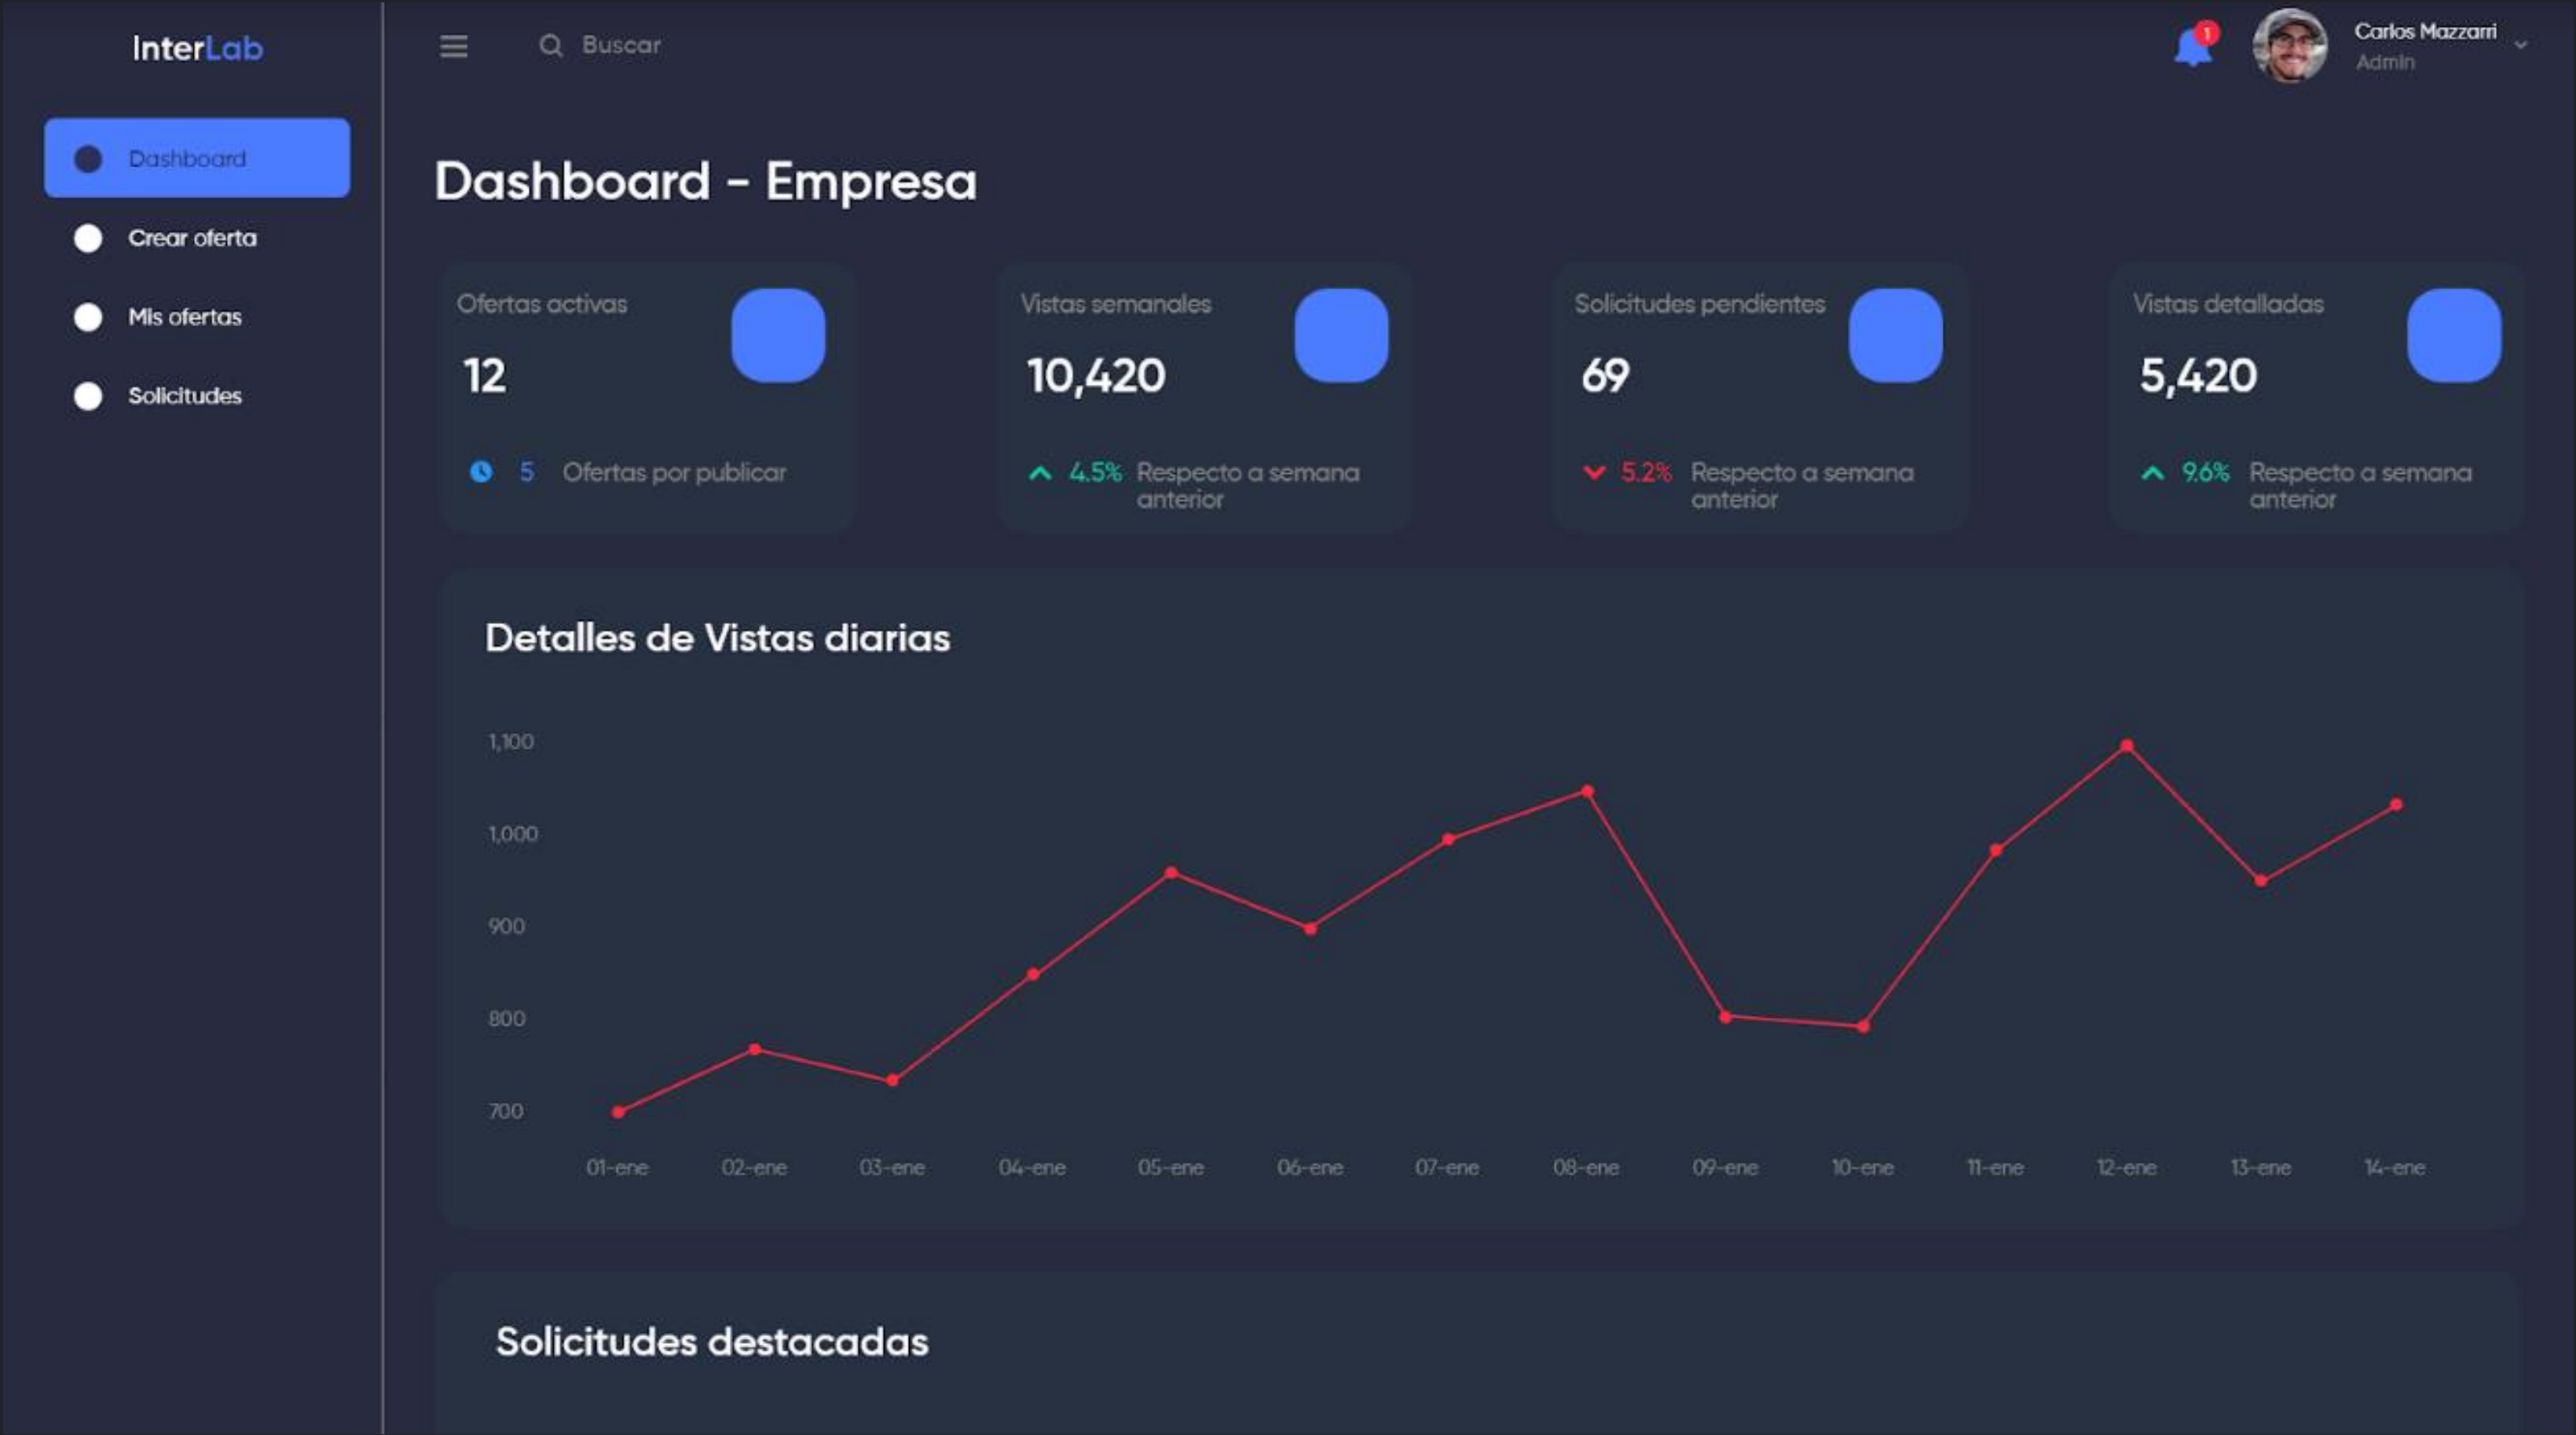 InterLab
Buscar
1
Carlos Mazzarri
Admin
Dashboard
Crear oferta
Mis ofertas
Solicitudes
Dashboard - Empresa
Ofertas activas
12
5 Ofertas por publicar
Vistas semanales
10,420
4.5% Respecto a semana
anterior
Solicitudes pendientes
69
5.2% Respecto a semana
anterior
Vistas detalladas
5,420
9.6% Respecto a semana
anterior
Detalles de Vistas diarias
1,100
1,000
900
800
700
01-ene 02-ene 03-ene 04-ene 05-ene 06-ene 07-ene 08-ene 09-ene 10-ene 11-ene 12-ene 13-ene 14-ene
Solicitudes destacadas